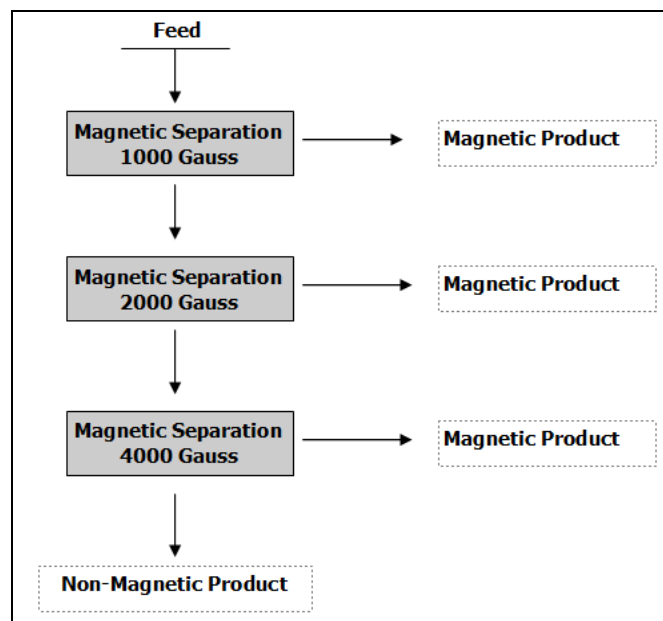 Feed
Magnetic Separation
1000 Gauss
Magnetic Product
Magnetic Separation
2000 Gauss
Magnetic Product
Magnetic Separation
4000 Gauss
Magnetic Product
Non-Magnetic Product